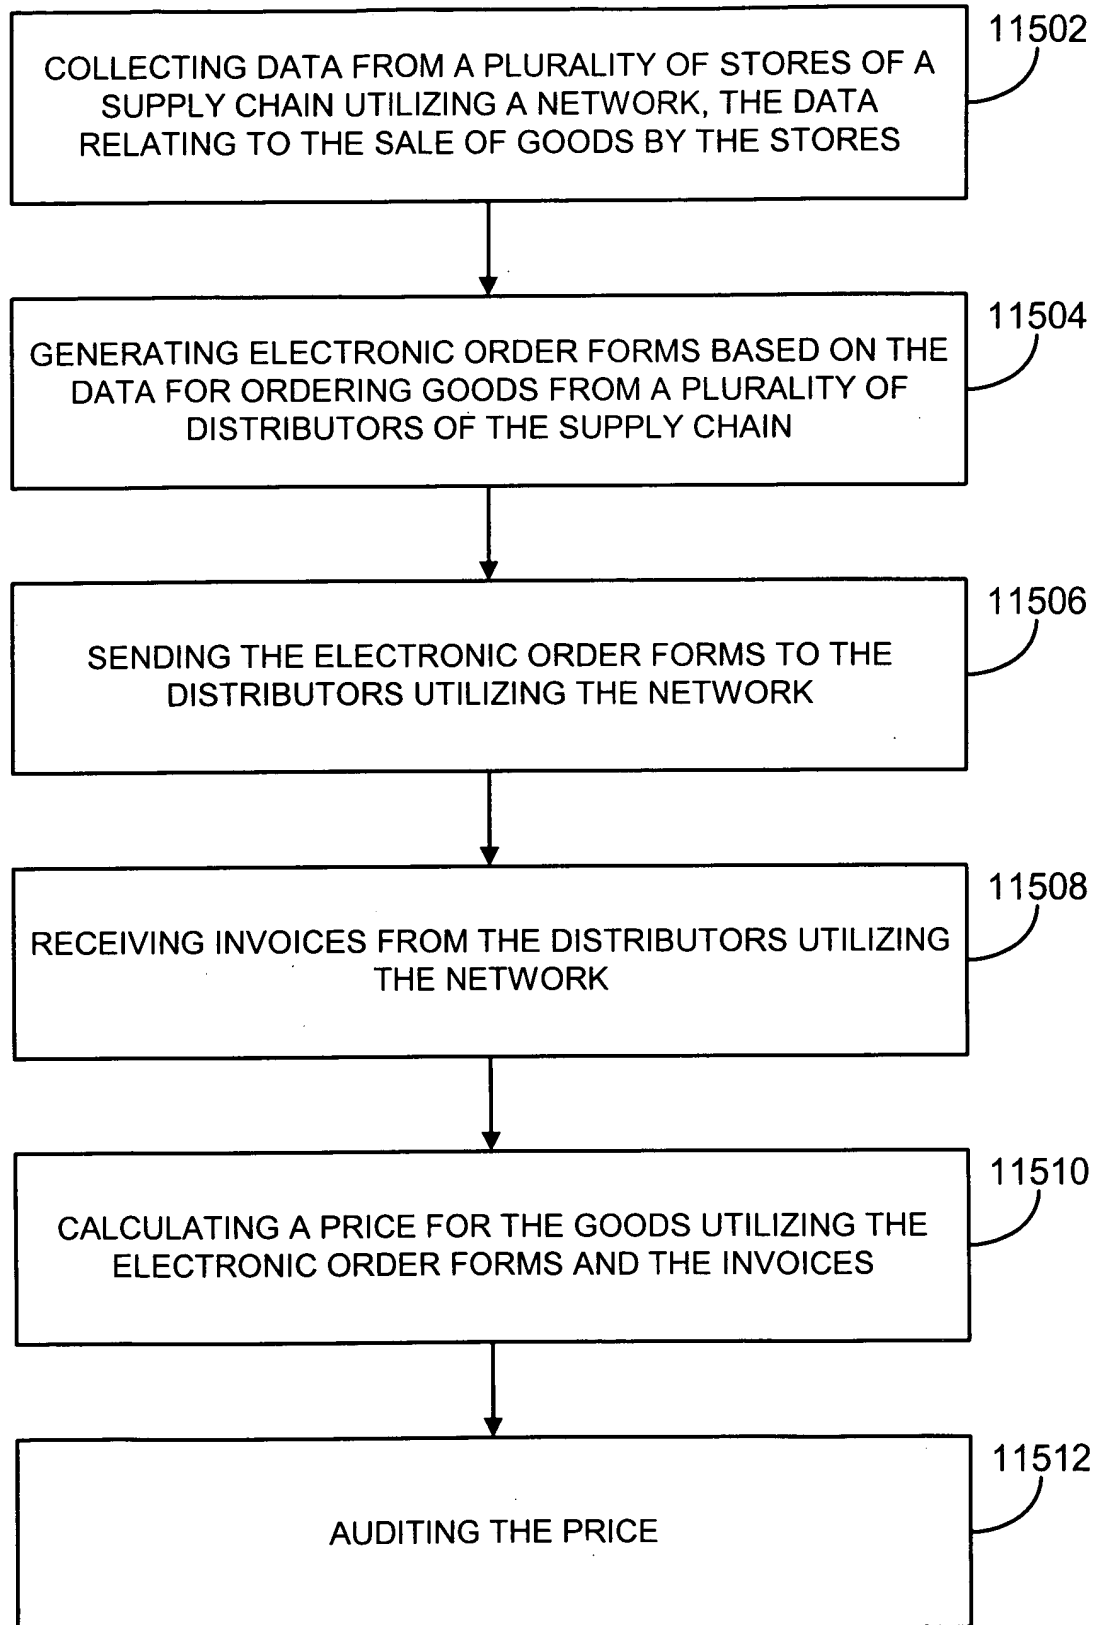 11502
COLLECTING DATA FROM A PLURALITY OF STORES OF A
SUPPLY CHAIN UTILIZING A NETWORK, THE DATA
RELATING TO THE SALE OF GOODS BY THE STORES
11504
GENERATING ELECTRONIC ORDER FORMS BASED ON THE
DATA FOR ORDERING GOODS FROM A PLURALITY OF
DISTRIBUTORS OF THE SUPPLY CHAIN
11506
SENDING THE ELECTRONIC ORDER FORMS TO THE
DISTRIBUTORS UTILIZING THE NETWORK
11508
RECEIVING INVOICES FROM THE DISTRIBUTORS UTILIZING
THE NETWORK
11510
CALCULATING A PRICE FOR THE GOODS UTILIZING THE
ELECTRONIC ORDER FORMS AND THE INVOICES
11512
AUDITING THE PRICE